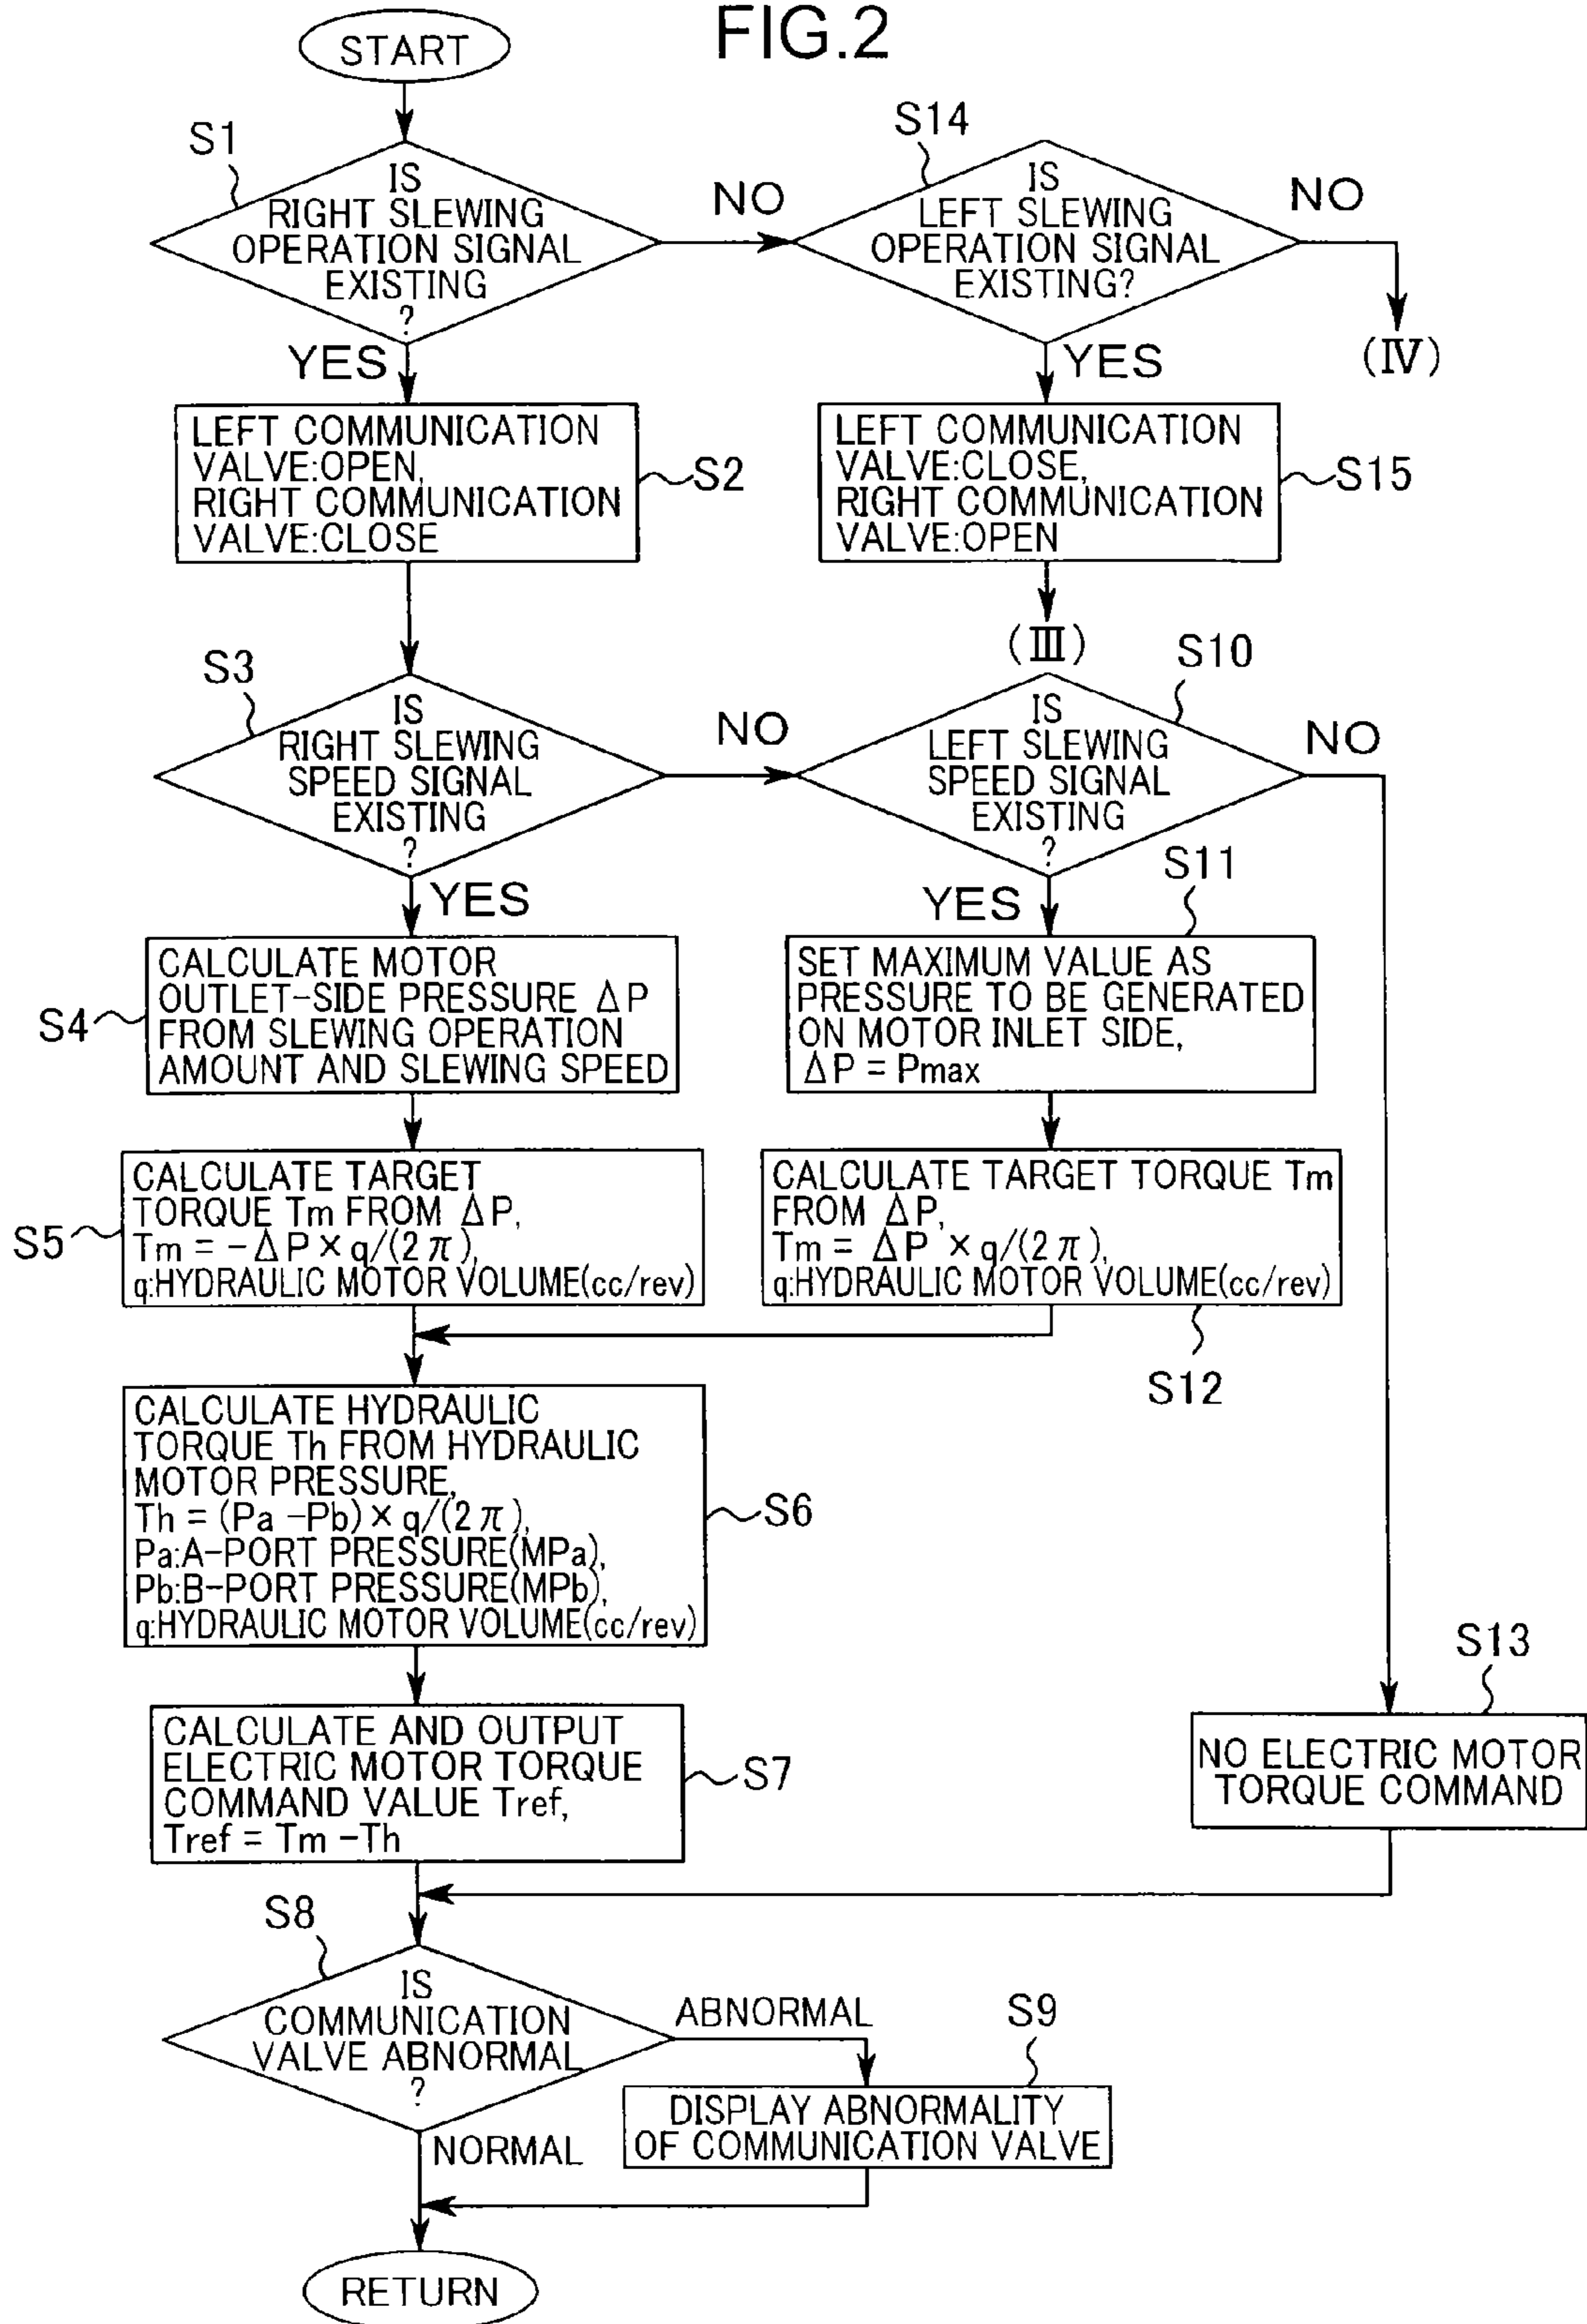 FIG.2
START
S1
IS
RIGHT SLEWING
OPERATION SIGNAL
EXISTING
?
NO
YES
S14
IS
LEFT SLEWING
OPERATION SIGNAL
EXISTING?
NO
(Ⅳ)
YES
LEFT COMMUNICATION
VALVE:OPEN,
RIGHT COMMUNICATION
VALVE:CLOSE
S2
LEFT COMMUNICATION
VALVE:CLOSE,
RIGHT COMMUNICATION
VALVE:OPEN
S15
(Ⅲ)
S3
IS
RIGHT SLEWING
SPEED SIGNAL
EXISTING
?
NO
YES
S10
IS
LEFT SLEWING
SPEED SIGNAL
EXISTING
?
NO
YES
S4
CALCULATE MOTOR
OUTLET-SIDE PRESSURE ΔP
FROM SLEWING OPERATION
AMOUNT AND SLEWING SPEED
S11
SET MAXIMUM VALUE AS
PRESSURE TO BE GENERATED
ON MOTOR INLET SIDE,
ΔP = Pmax
S5
CALCULATE TARGET
TORQUE Tm FROM ΔP,
Tm = -ΔP × q/(2π),
q:HYDRAULIC MOTOR VOLUME(cc/rev)
CALCULATE TARGET TORQUE Tm
FROM ΔP,
Tm = ΔP × q/(2π),
q:HYDRAULIC MOTOR VOLUME(cc/rev)
S12
CALCULATE HYDRAULIC
TORQUE Th FROM HYDRAULIC
MOTOR PRESSURE,
Th = (Pa -Pb) × q/(2π),
Pa:A-PORT PRESSURE(MPa),
Pb:B-PORT PRESSURE(MPb),
q:HYDRAULIC MOTOR VOLUME(cc/rev)
S6
CALCULATE AND OUTPUT
ELECTRIC MOTOR TORQUE
COMMAND VALUE Tref,
Tref = Tm -Th
S7
S13
NO ELECTRIC MOTOR
TORQUE COMMAND
S8
IS
COMMUNICATION
VALVE ABNORMAL
?
ABNORMAL
NORMAL
S9
DISPLAY ABNORMALITY
OF COMMUNICATION VALVE
RETURN